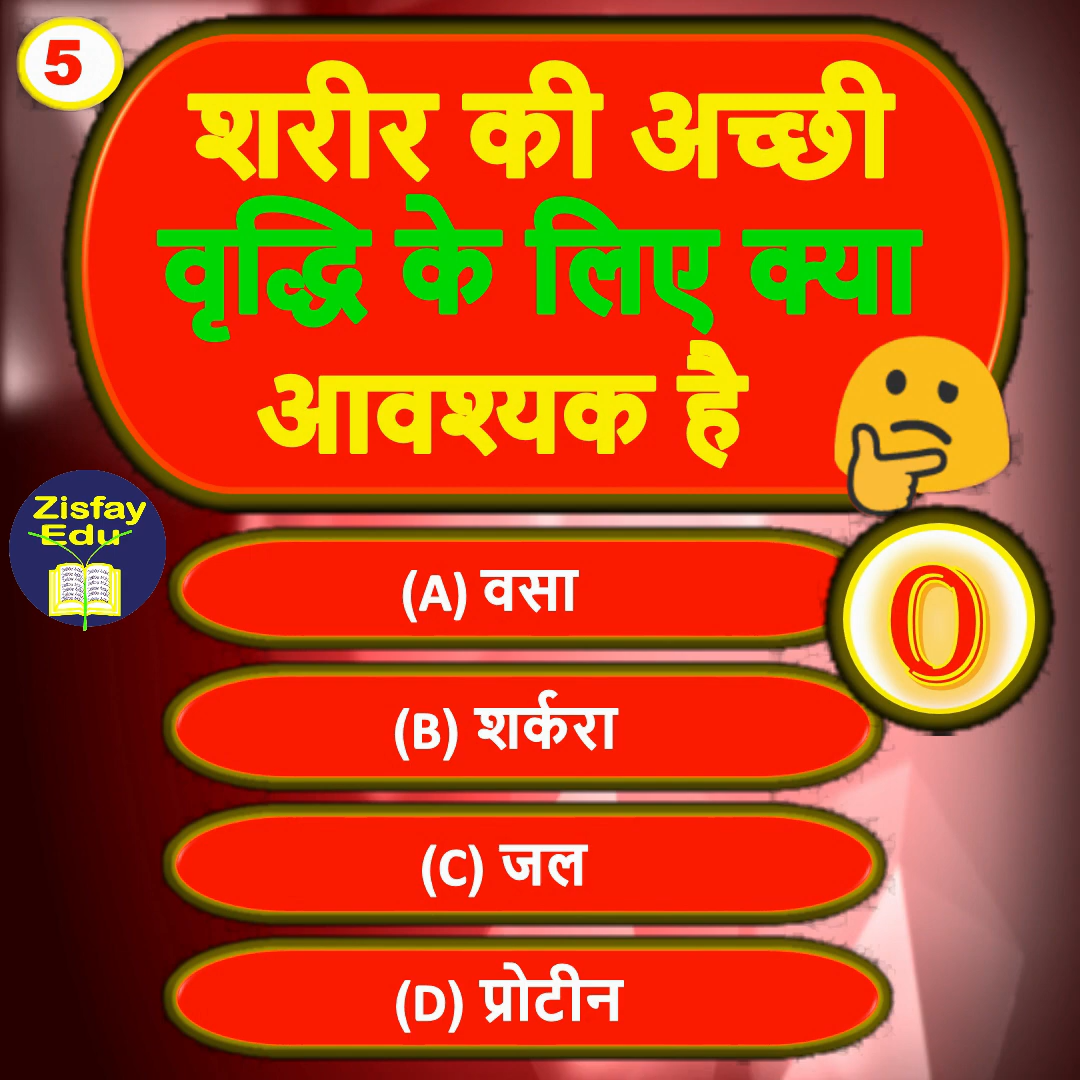 5
शरीर की अच्छी
वृद्धि के लिए क्या
आवश्यक है
Zisfay
Edu
(A) वसा
0
(B) शर्करा
(C) जल
(D) प्रोटीन